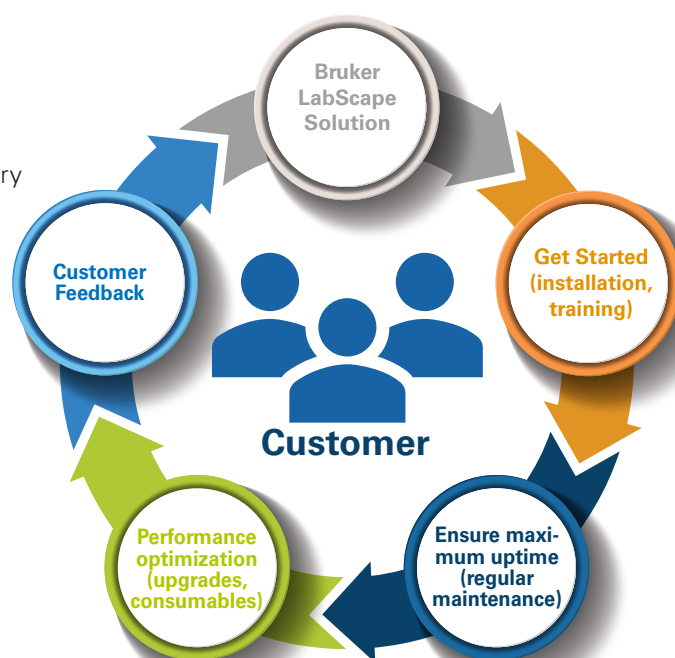 Bruker
LabScape
Solution
ry
Customer
Feedback
Get Started
(installation,
training)
Customer
Performance
optimization
(upgrades,
consumables)
Ensure maxi-
mum uptime
(regular
maintenance)